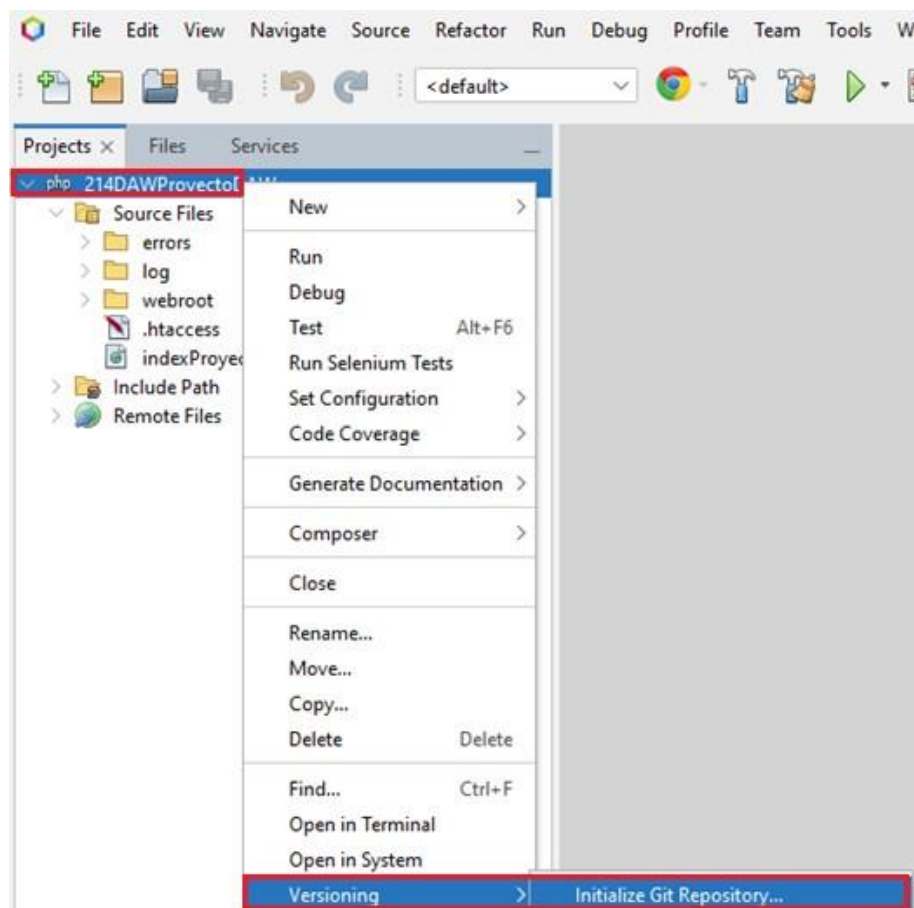 File Edit View Navigate Source Refactor Run Debug Profile Team Tools W
<default>
Projects × Files Services
php 214DAWProyectoDAW
Source Files
errors
log
webroot
.htaccess
indexProyec
Include Path
Remote Files
New
Run
Debug
Test Alt+F6
Run Selenium Tests
Set Configuration
Code Coverage
Generate Documentation
Composer
Close
Rename...
Move...
Copy...
Delete Delete
Find... Ctrl+F
Open in Terminal
Open in System
Versioning
Initialize Git Repository...